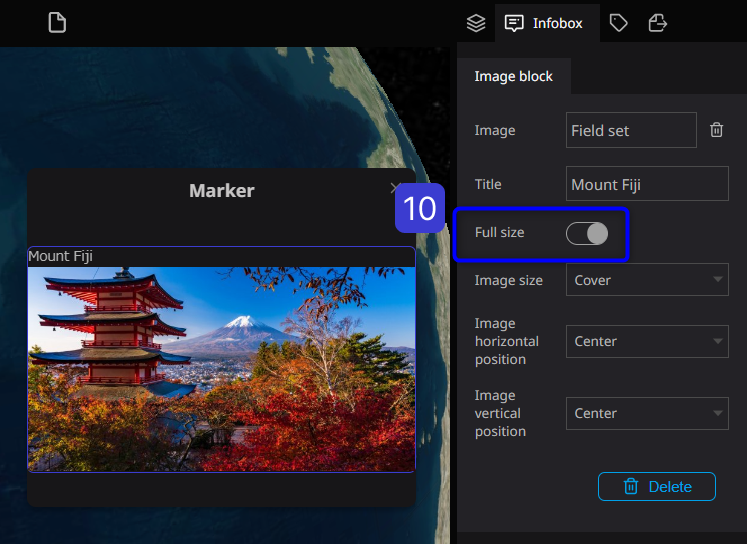 Infobox
Image block
Image
Field set
Title
Mount Fiji
Full size
Image size
Cover
Image
horizontal
position
Center
Image
vertical
position
Center
Delete
Marker
10
Mount Fiji